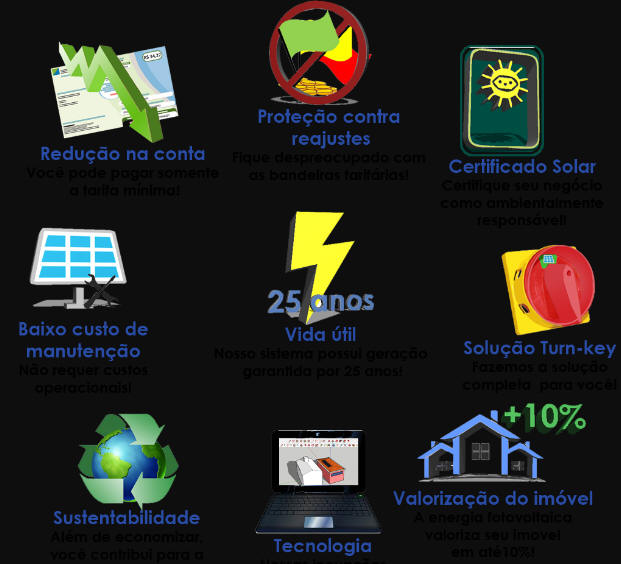 R$ 34,27
Redução na conta
Você pode pagar somente
a tarifa mínima!
Proteção contra
reajustes
Fique despreocupado com
as bandeiras tarifárias!
Certificado Solar
Certifique seu negócio
como ambientalmente
responsável!
Baixo custo de
manutenção
Não requer custos
operacionais!
25 anos
Vida útil
Nosso sistema possui geração
garantida por 25 anos!
Solução Turn-key
Fazemos a solução
completa para você!
Sustentabilidade
Além de economizar,
você contribui para a
Tecnologia
+10%
Valorização do imóvel
A energia fotovoltaica
valoriza seu imovel
em até10%!